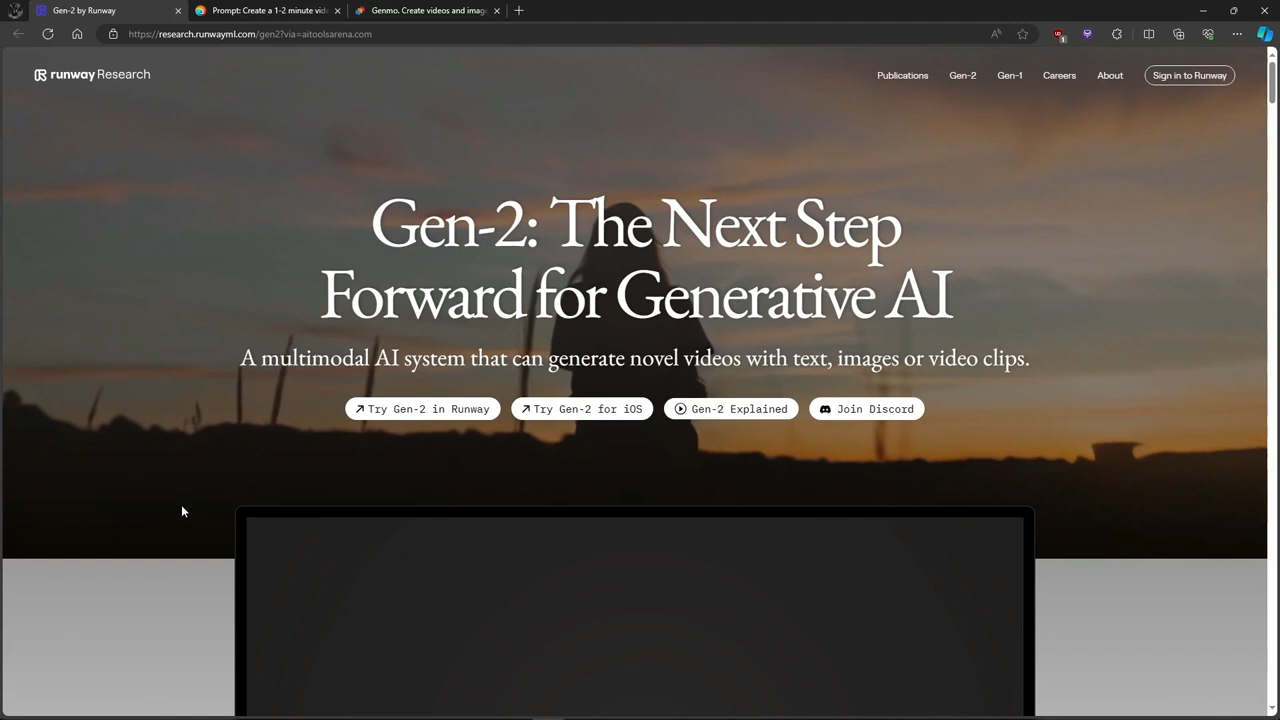 Gen-2 by Runway
Prompt: Create a 1-2 minute vide
Genmo. Create videos and image
https://research.runwayml.com/gen2?via=aitoolsarena.com
1
runway Research
Publications
Gen-2
Gen-1
Careers
About
Sign in to Runway
Gen-2: The Next Step
Forward for Generative AI
A multimodal AI system that can generate novel videos with text, images or video clips.
Try Gen-2 in Runway
Try Gen-2 for iOS
Gen-2 Explained
Join Discord